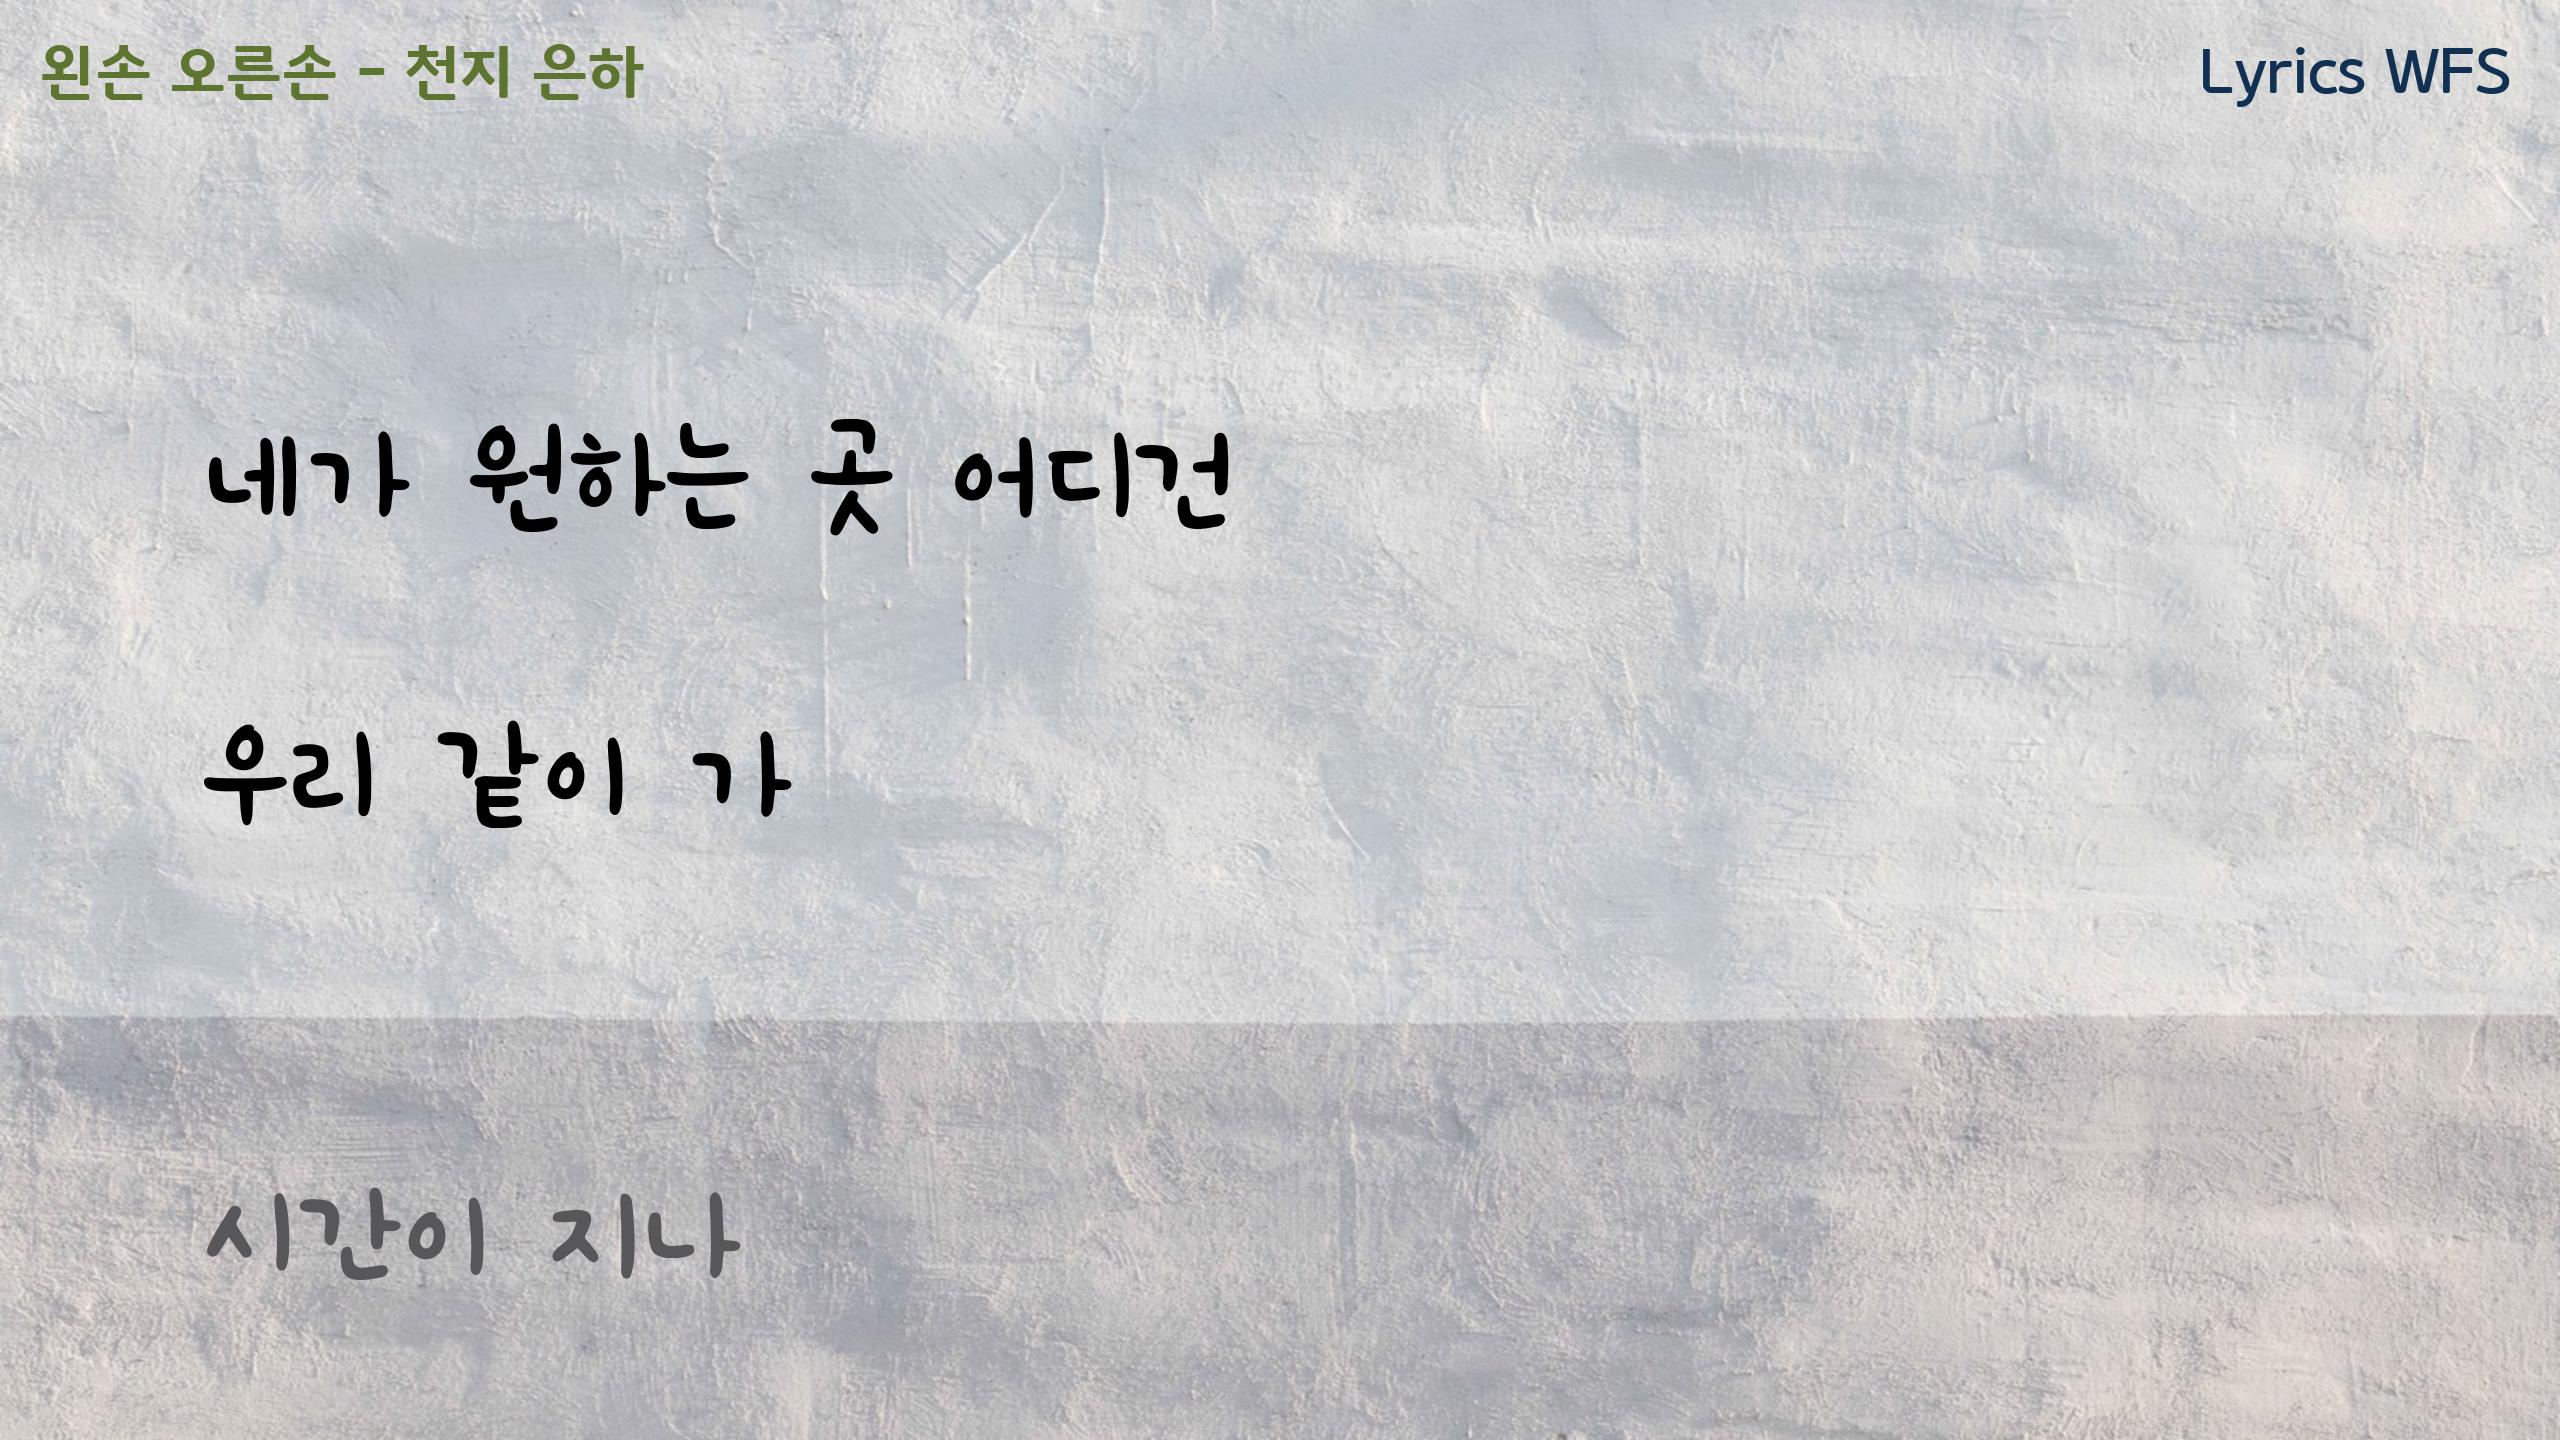 왼손 오른손 - 천지 은하
Lyrics WFS
네가 원하는 곳 어디건
우리 같이 가
시간이 지나